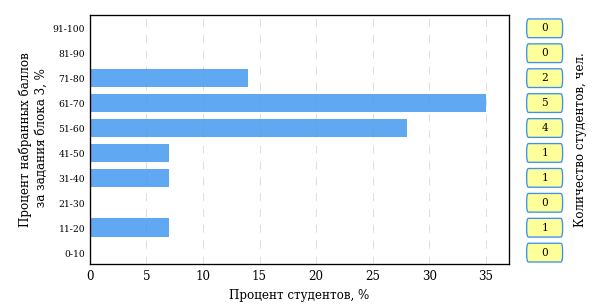 Процент набранных баллов
за задания блока 3, %
91-100 0
81-90 0
71-80 2
61-70 5
51-60 4
41-50 1
31-40 1
21-30 0
11-20 1
0-10 0
0 5 10 15 20 25 30 35
Процент студентов, %
Количество студентов, чел.